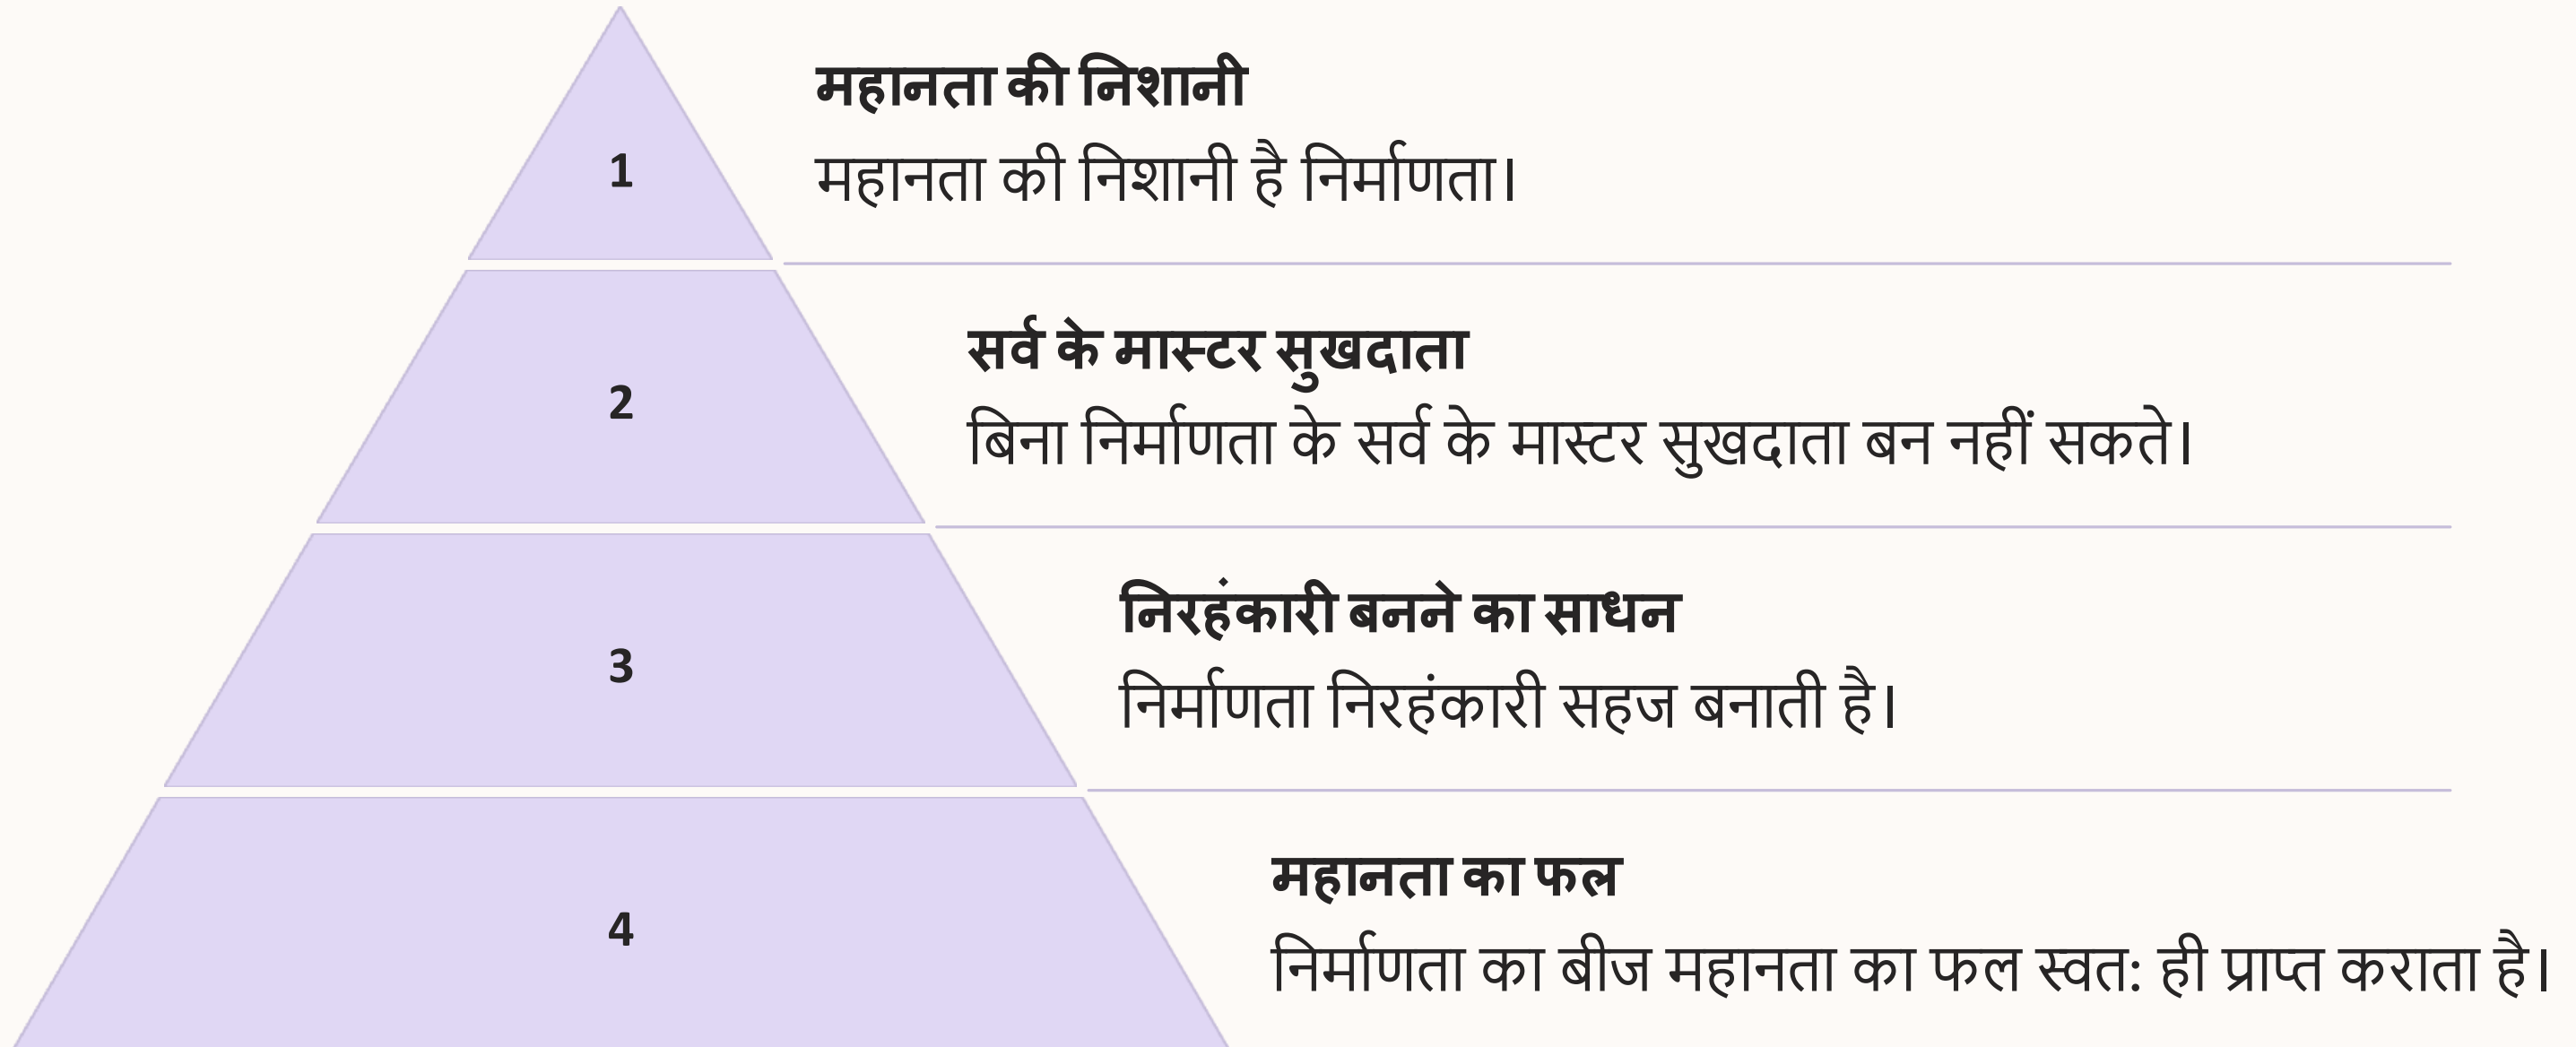 1
महानता की निशानी
महानता की निशानी है निर्माणता।
2
सर्व के मास्टर सुखदाता
बिना निर्माणता के सर्व के मास्टर सुखदाता बन नहीं सकते।
3
निरहंकारी बनने का साधन
निर्माणता निरहंकारी सहज बनाती है।
4
महानता का फल
निर्माणता का बीज महानता का फल स्वत: ही प्राप्त कराता है।